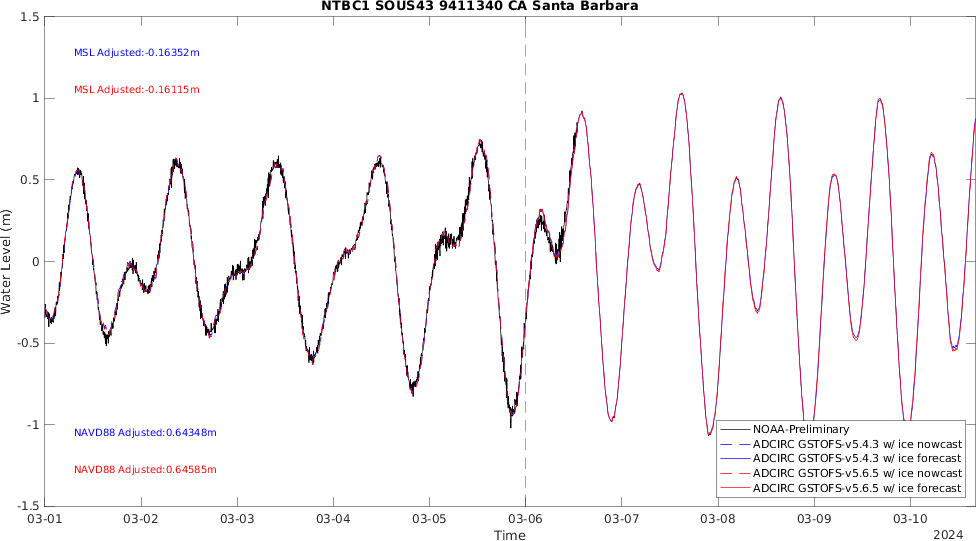 NTBC1 SOUS43 9411340 CA Santa Barbara
1.5
1
0.5
0
-0.5
-1
-1.5
Water Level (m)
MSL Adjusted:-0.16352m
MSL Adjusted:-0.16115m
NAVD88 Adjusted:0.64348m
NAVD88 Adjusted:0.64585m
NOAA-Preliminary
ADCIRC GSTOFS-v5.4.3 w/ ice nowcast
ADCIRC GSTOFS-v5.4.3 w/ ice forecast
ADCIRC GSTOFS-v5.6.5 w/ ice nowcast
ADCIRC GSTOFS-v5.6.5 w/ ice forecast
03-01 03-02 03-03 03-04 03-05 03-06 03-07 03-08 03-09 03-10
Time
2024